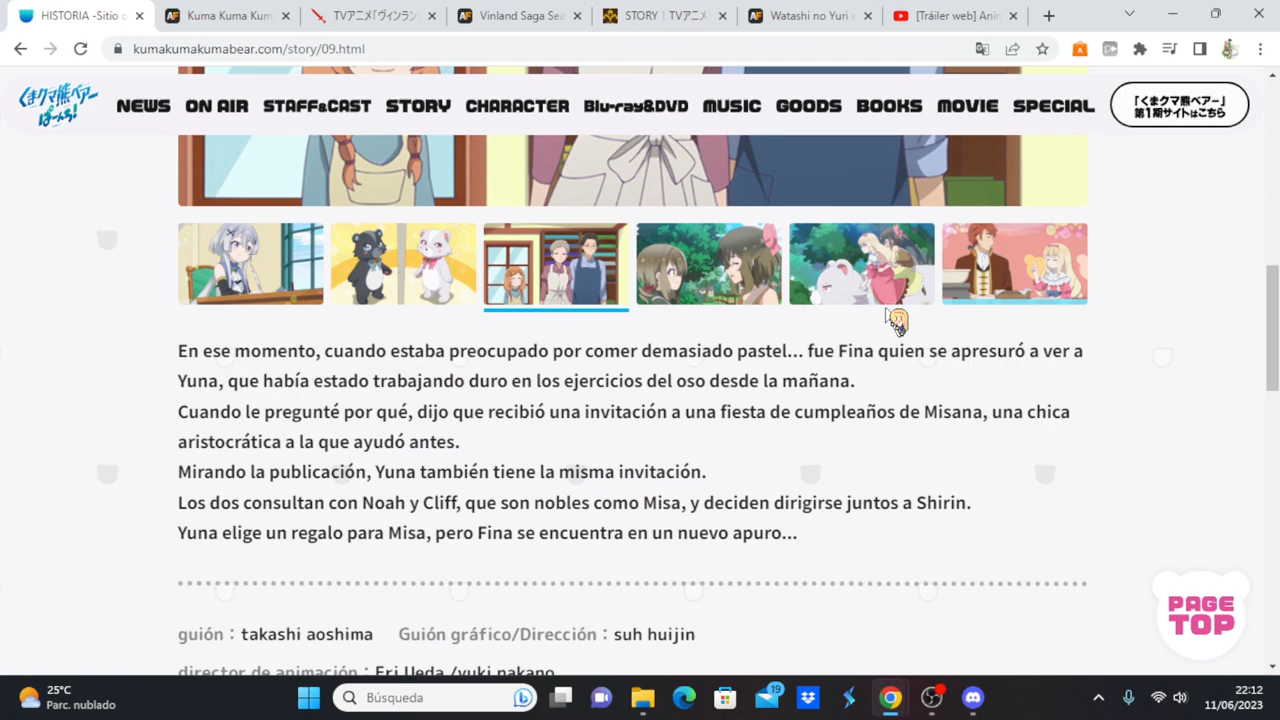 HISTORIA -Sitio o
Kuma Kuma Kum
TVアニメ「ヴィンラン
Vinland Saga Sea
STORY｜TVアニメ
Watashi no Yuri w
[Tráiler web] Anin
kumakumakumabear.com/story/09.html
くまクマ熊ベアー
ぱーんち!
NEWS ON AIR STAFF&CAST STORY CHARACTER Blu-ray&DVD MUSIC GOODS BOOKS MOVIE SPECIAL
「くまクマ熊ベアー」
第1期サイトはこちら
En ese momento, cuando estaba preocupado por comer demasiado pastel... fue Fina quien se apresuró a ver a
Yuna, que había estado trabajando duro en los ejercicios del oso desde la mañana.
Cuando le pregunté por qué, dijo que recibió una invitación a una fiesta de cumpleaños de Misana, una chica
aristocrática a la que ayudó antes.
Mirando la publicación, Yuna también tiene la misma invitación.
Los dos consultan con Noah y Cliff, que son nobles como Misa, y deciden dirigirse juntos a Shirin.
Yuna elige un regalo para Misa, pero Fina se encuentra en un nuevo apuro...
PAGE
TOP
guión：takashi aoshima Guión gráfico/Dirección：suh huijin
director de animación：Eri Ueda /yuki nakano
25°C
Parc. nublado
Búsqueda
19
22:12
11/06/2023